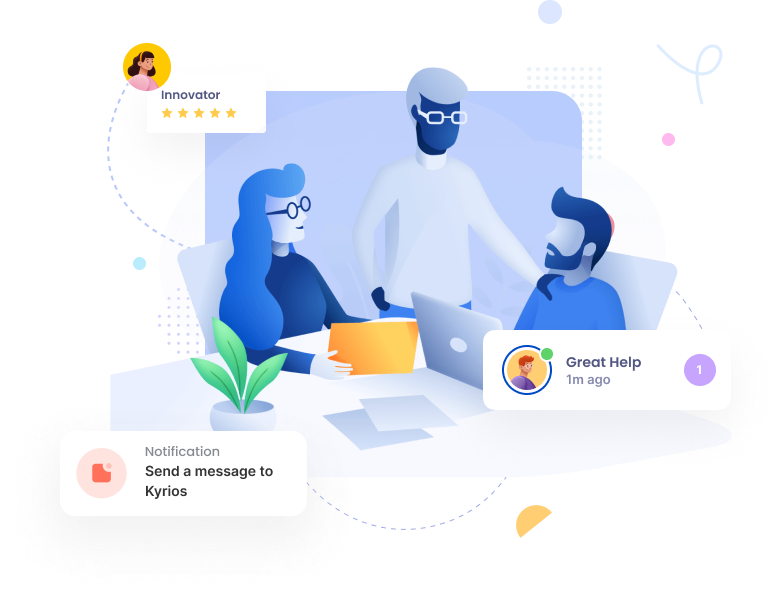 Innovator
Great Help
1m ago
1
Notification
Send a message to
Kyrios